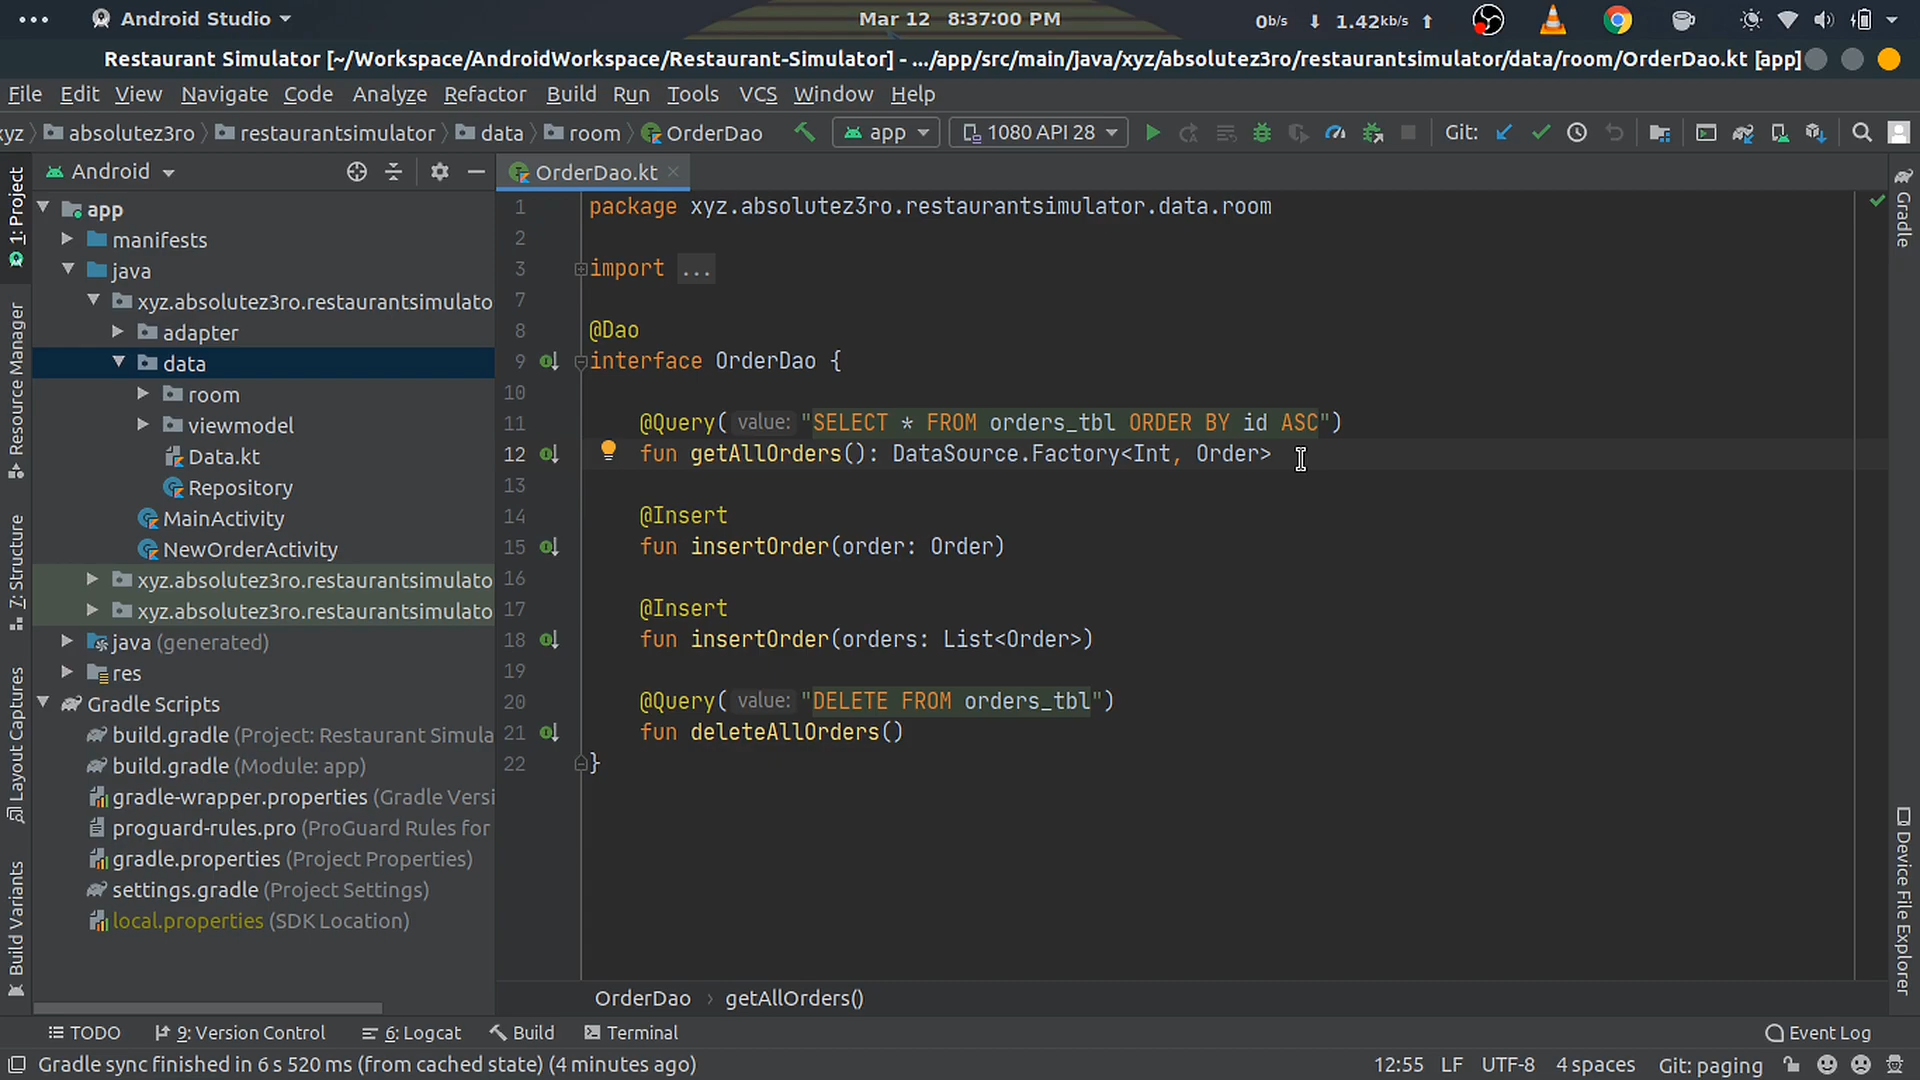 Android Studio
Mar 12 8:37:00 PM
0b/s ⬇ 1.42kb/s ⬆
Restaurant Simulator [~/Workspace/AndroidWorkspace/Restaurant-Simulator] - .../app/src/main/java/xyz/absolutez3ro/restaurantsimulator/data/room/OrderDao.kt [app]
File Edit View Navigate Code Analyze Refactor Build Run Tools VCS Window Help
xyz absolutez3ro restaurantsimulator data room OrderDao app 1080 API 28 Git:
1: Project
Resource Manager
7: Structure
Layout Captures
Build Variants
Android
app
manifests
java
xyz.absolutez3ro.restaurantsimulato
adapter
data
room
viewmodel
Data.kt
Repository
MainActivity
NewOrderActivity
xyz.absolutez3ro.restaurantsimulato
xyz.absolutez3ro.restaurantsimulato
java (generated)
res
Gradle Scripts
build.gradle (Project: Restaurant Simula
build.gradle (Module: app)
gradle-wrapper.properties (Gradle Versi
proguard-rules.pro (ProGuard Rules for
gradle.properties (Project Properties)
settings.gradle (Project Settings)
local.properties (SDK Location)
OrderDao.kt
1 package xyz.absolutez3ro.restaurantsimulator.data.room
2
3 import ...
7
8 @Dao
9 interface OrderDao {
10
11 @Query( value: "SELECT * FROM orders_tbl ORDER BY id ASC")
12 fun getAllOrders(): DataSource.Factory<Int, Order>
13
14 @Insert
15 fun insertOrder(order: Order)
16
17 @Insert
18 fun insertOrder(orders: List<Order>)
19
20 @Query( value: "DELETE FROM orders_tbl")
21 fun deleteAllOrders()
22 }
OrderDao › getAllOrders()
Gradle
Device File Explorer
TODO 9: Version Control 6: Logcat Build Terminal Event Log
Gradle sync finished in 6 s 520 ms (from cached state) (4 minutes ago) 12:55 LF UTF-8 4 spaces Git: paging